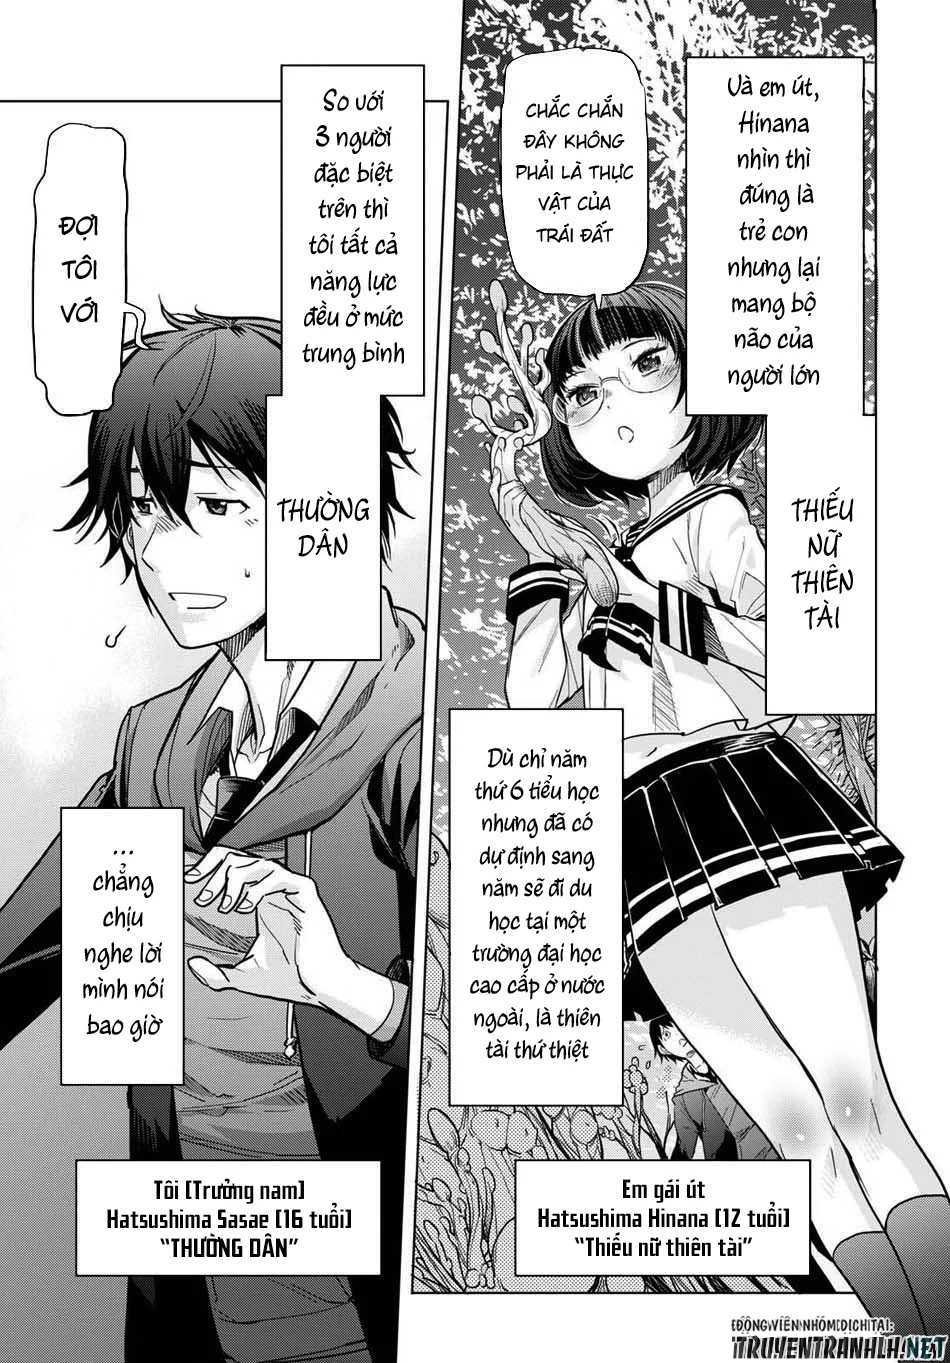 Và em út,
Hinana
nhìn thì
đúng là
trẻ con
nhưng lại
mang bộ
não của
người lớn
CHẮC CHẮN
ĐÂY KHÔNG
PHẢI LÀ THỰC
VẬT CỦA
TRÁI ĐẤT
THIẾU
NỮ
THIÊN
TÀI
Dù chỉ năm
thứ 6 tiểu học
nhưng đã có
dự định sang
năm sẽ đi du
học tại một
trường đại học
cao cấp ở nước
ngoài, là thiên
tài thứ thiệt
Em gái út
Hatsushima Hinana [12 tuổi]
"Thiếu nữ thiên tài"
So với
3 người
đặc biệt
trên thì
tôi tất cả
năng lực
đều ở mức
trung bình
THƯỜNG
DÂN
ĐỢI
TÔI
VỚI
...
chẳng
chịu
nghe lời
mình nói
bao giờ
Tôi [Trưởng nam]
Hatsushima Sasae [16 tuổi]
"THƯỜNG DÂN"
ĐỘNG VIÊN NHÓM DỊCH TẠI:
TRUYENTRANHLH.NET